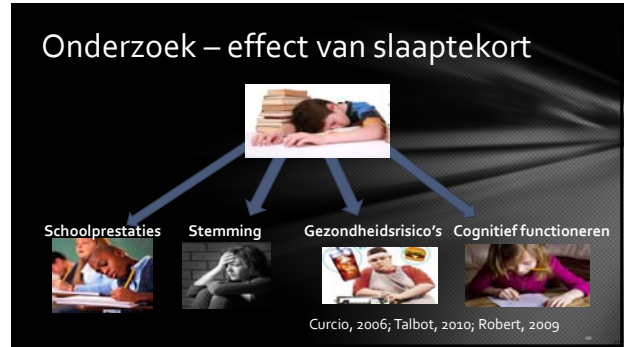 Onderzoek – effect van slaaptekort
Schoolprestaties Stemming Gezondheidsrisico's Cognitief functioneren
Curcio, 2006; Talbot, 2010; Robert, 2009